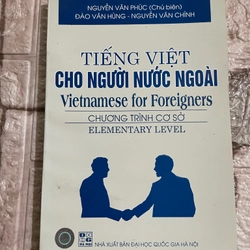 NGUYỄN VĂN PHÚC (Chủ biên)
ĐÀO VĂN HÙNG - NGUYỄN VĂN CHÍNH
TIẾNG VIỆT
CHO NGƯỜI NƯỚC NGOÀI
Vietnamese for Foreigners
CHƯƠNG TRÌNH CƠ SỞ
ELEMENTARY LEVEL
NHÀ XUẤT BẢN ĐẠI HỌC QUỐC GIA HÀ NỘI